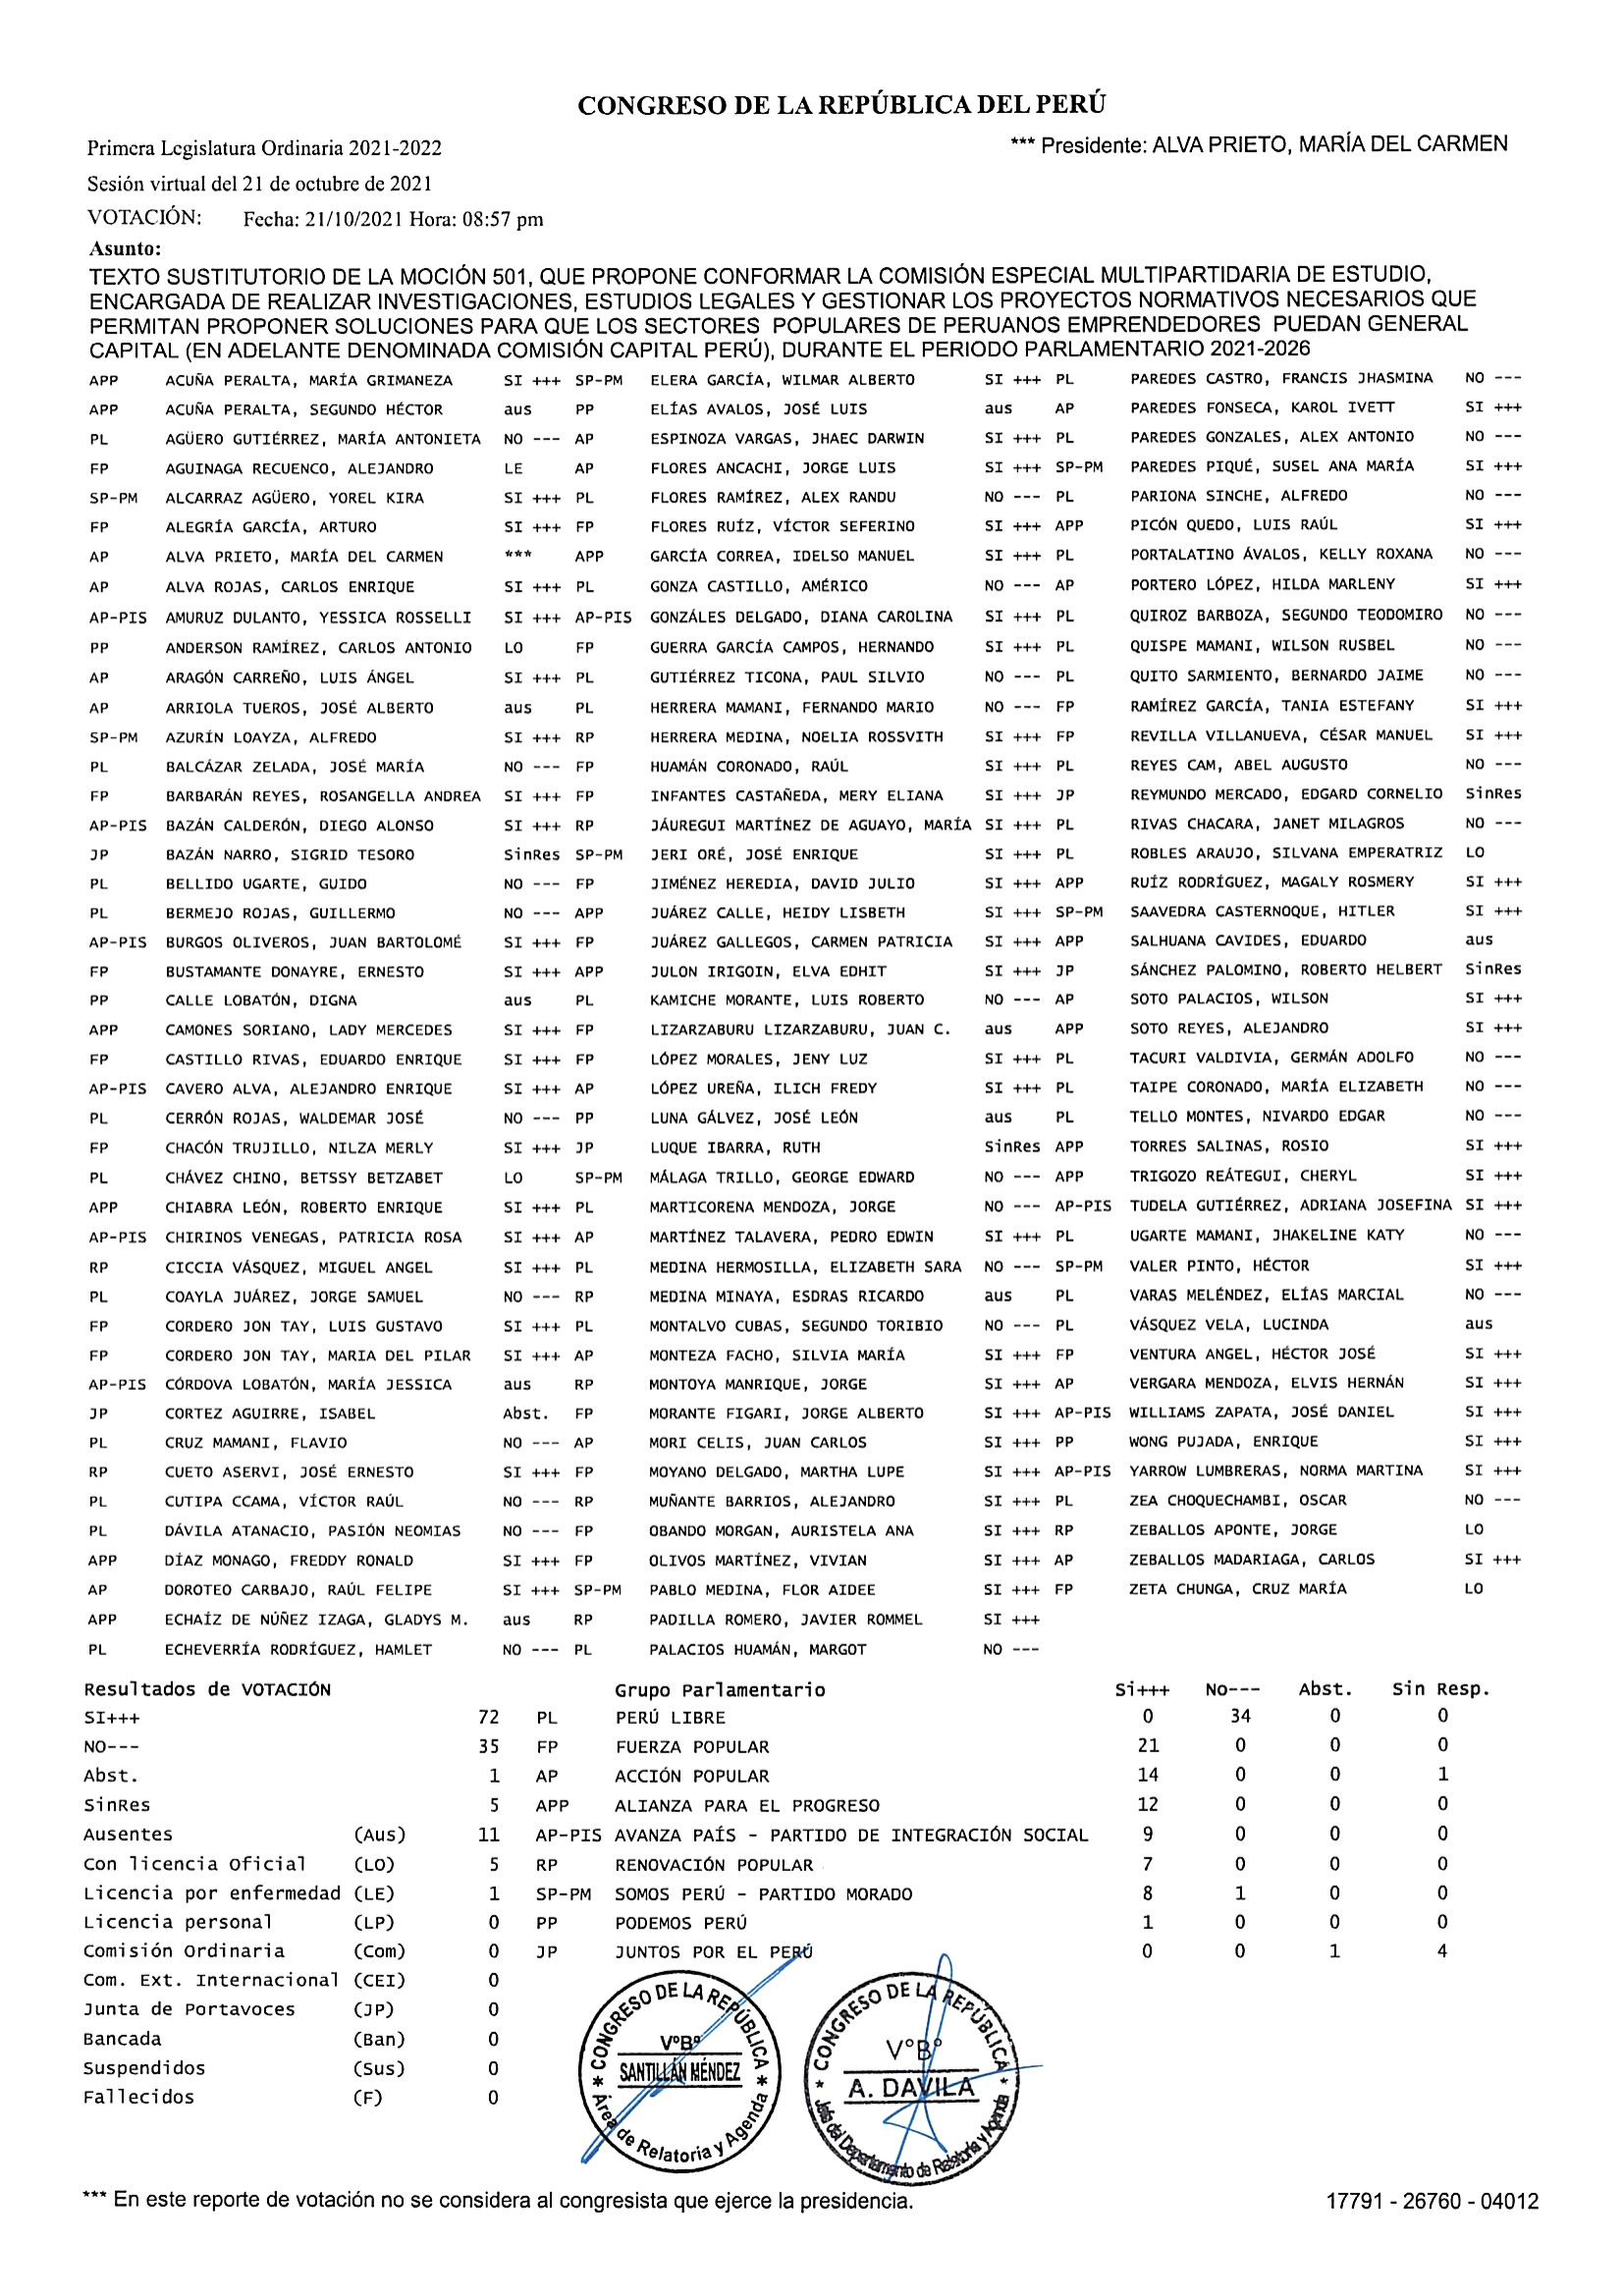 CONGRESO DE LA REPÚBLICA DEL PERÚ
Primera Legislatura Ordinaria 2021-2022 *** Presidente: ALVA PRIETO, MARÍA DEL CARMEN
Sesión virtual del 21 de octubre de 2021
VOTACIÓN: Fecha: 21/10/2021 Hora: 08:57 pm
Asunto:
TEXTO SUSTITUTORIO DE LA MOCIÓN 501, QUE PROPONE CONFORMAR LA COMISIÓN ESPECIAL MULTIPARTIDARIA DE ESTUDIO,
ENCARGADA DE REALIZAR INVESTIGACIONES, ESTUDIOS LEGALES Y GESTIONAR LOS PROYECTOS NORMATIVOS NECESARIOS QUE
PERMITAN PROPONER SOLUCIONES PARA QUE LOS SECTORES POPULARES DE PERUANOS EMPRENDEDORES PUEDAN GENERAL
CAPITAL (EN ADELANTE DENOMINADA COMISIÓN CAPITAL PERÚ), DURANTE EL PERIODO PARLAMENTARIO 2021-2026
APP ACUÑA PERALTA, MARÍA GRIMANEZA SI +++ SP-PM ELERA GARCÍA, WILMAR ALBERTO SI +++ PL PAREDES CASTRO, FRANCIS JHASMINA NO ---
APP ACUÑA PERALTA, SEGUNDO HÉCTOR aus PP ELÍAS AVALOS, JOSÉ LUIS aus AP PAREDES FONSECA, KAROL IVETT SI +++
PL AGÜERO GUTIÉRREZ, MARÍA ANTONIETA NO --- AP ESPINOZA VARGAS, JHAEC DARWIN SI +++ PL PAREDES GONZALES, ALEX ANTONIO NO ---
FP AGUINAGA RECUENCO, ALEJANDRO LE AP FLORES ANCACHI, JORGE LUIS SI +++ SP-PM PAREDES PIQUÉ, SUSEL ANA MARÍA SI +++
SP-PM ALCARRAZ AGÜERO, YOREL KIRA SI +++ PL FLORES RAMÍREZ, ALEX RANDU NO --- PL PARIONA SINCHE, ALFREDO NO ---
FP ALEGRÍA GARCÍA, ARTURO SI +++ FP FLORES RUÍZ, VÍCTOR SEFERINO SI +++ APP PICÓN QUEDO, LUIS RAÚL SI +++
AP ALVA PRIETO, MARÍA DEL CARMEN *** APP GARCÍA CORREA, IDELSO MANUEL SI +++ PL PORTALATINO ÁVALOS, KELLY ROXANA NO ---
AP ALVA ROJAS, CARLOS ENRIQUE SI +++ PL GONZA CASTILLO, AMÉRICO NO --- AP PORTERO LÓPEZ, HILDA MARLENY SI +++
AP-PIS AMURUZ DULANTO, YESSICA ROSSELLI SI +++ AP-PIS GONZÁLES DELGADO, DIANA CAROLINA SI +++ PL QUIROZ BARBOZA, SEGUNDO TEODOMIRO NO ---
PP ANDERSON RAMÍREZ, CARLOS ANTONIO LO FP GUERRA GARCÍA CAMPOS, HERNANDO SI +++ PL QUISPE MAMANI, WILSON RUSBEL NO ---
AP ARAGÓN CARREÑO, LUIS ÁNGEL SI +++ PL GUTIÉRREZ TICONA, PAUL SILVIO NO --- PL QUITO SARMIENTO, BERNARDO JAIME NO ---
AP ARRIOLA TUEROS, JOSÉ ALBERTO aus PL HERRERA MAMANI, FERNANDO MARIO NO --- FP RAMÍREZ GARCÍA, TANIA ESTEFANY SI +++
SP-PM AZURÍN LOAYZA, ALFREDO SI +++ RP HERRERA MEDINA, NOELIA ROSSVITH SI +++ FP REVILLA VILLANUEVA, CÉSAR MANUEL SI +++
PL BALCÁZAR ZELADA, JOSÉ MARÍA NO --- FP HUAMÁN CORONADO, RAÚL SI +++ PL REYES CAM, ABEL AUGUSTO NO ---
FP BARBARÁN REYES, ROSANGELLA ANDREA SI +++ FP INFANTES CASTAÑEDA, MERY ELIANA SI +++ JP REYMUNDO MERCADO, EDGARD CORNELIO SinRes
AP-PIS BAZÁN CALDERÓN, DIEGO ALONSO SI +++ RP JÁUREGUI MARTÍNEZ DE AGUAYO, MARÍA SI +++ PL RIVAS CHACARA, JANET MILAGROS NO ---
JP BAZÁN NARRO, SIGRID TESORO SinRes SP-PM JERI ORÉ, JOSÉ ENRIQUE SI +++ PL ROBLES ARAUJO, SILVANA EMPERATRIZ LO
PL BELLIDO UGARTE, GUIDO NO --- FP JIMÉNEZ HEREDIA, DAVID JULIO SI +++ APP RUÍZ RODRÍGUEZ, MAGALY ROSMERY SI +++
PL BERMEJO ROJAS, GUILLERMO NO --- APP JUÁREZ CALLE, HEIDY LISBETH SI +++ SP-PM SAAVEDRA CASTERNOQUE, HITLER SI +++
AP-PIS BURGOS OLIVEROS, JUAN BARTOLOMÉ SI +++ FP JUÁREZ GALLEGOS, CARMEN PATRICIA SI +++ APP SALHUANA CAVIDES, EDUARDO aus
FP BUSTAMANTE DONAYRE, ERNESTO SI +++ APP JULON IRIGOIN, ELVA EDHIT SI +++ JP SÁNCHEZ PALOMINO, ROBERTO HELBERT SinRes
PP CALLE LOBATÓN, DIGNA aus PL KAMICHE MORANTE, LUIS ROBERTO NO --- AP SOTO PALACIOS, WILSON SI +++
APP CAMONES SORIANO, LADY MERCEDES SI +++ FP LIZARZABURU LIZARZABURU, JUAN C. aus APP SOTO REYES, ALEJANDRO SI +++
FP CASTILLO RIVAS, EDUARDO ENRIQUE SI +++ FP LÓPEZ MORALES, JENY LUZ SI +++ PL TACURI VALDIVIA, GERMÁN ADOLFO NO ---
AP-PIS CAVERO ALVA, ALEJANDRO ENRIQUE SI +++ AP LÓPEZ UREÑA, ILICH FREDY SI +++ PL TAIPE CORONADO, MARÍA ELIZABETH NO ---
PL CERRÓN ROJAS, WALDEMAR JOSÉ NO --- PP LUNA GÁLVEZ, JOSÉ LEÓN aus PL TELLO MONTES, NIVARDO EDGAR NO ---
FP CHACÓN TRUJILLO, NILZA MERLY SI +++ JP LUQUE IBARRA, RUTH SinRes APP TORRES SALINAS, ROSIO SI +++
PL CHÁVEZ CHINO, BETSSY BETZABET LO SP-PM MÁLAGA TRILLO, GEORGE EDWARD NO --- APP TRIGOZO REÁTEGUI, CHERYL SI +++
APP CHIABRA LEÓN, ROBERTO ENRIQUE SI +++ PL MARTICORENA MENDOZA, JORGE NO --- AP-PIS TUDELA GUTIÉRREZ, ADRIANA JOSEFINA SI +++
AP-PIS CHIRINOS VENEGAS, PATRICIA ROSA SI +++ AP MARTÍNEZ TALAVERA, PEDRO EDWIN SI +++ PL UGARTE MAMANI, JHAKELINE KATY NO ---
RP CICCIA VÁSQUEZ, MIGUEL ANGEL SI +++ PL MEDINA HERMOSILLA, ELIZABETH SARA NO --- SP-PM VALER PINTO, HÉCTOR SI +++
PL COAYLA JUÁREZ, JORGE SAMUEL NO --- RP MEDINA MINAYA, ESDRAS RICARDO aus PL VARAS MELÉNDEZ, ELÍAS MARCIAL NO ---
FP CORDERO JON TAY, LUIS GUSTAVO SI +++ PL MONTALVO CUBAS, SEGUNDO TORIBIO NO --- PL VÁSQUEZ VELA, LUCINDA aus
FP CORDERO JON TAY, MARIA DEL PILAR SI +++ AP MONTEZA FACHO, SILVIA MARÍA SI +++ FP VENTURA ANGEL, HÉCTOR JOSÉ SI +++
AP-PIS CÓRDOVA LOBATÓN, MARÍA JESSICA aus RP MONTOYA MANRIQUE, JORGE SI +++ AP VERGARA MENDOZA, ELVIS HERNÁN SI +++
JP CORTEZ AGUIRRE, ISABEL Abst. FP MORANTE FIGARI, JORGE ALBERTO SI +++ AP-PIS WILLIAMS ZAPATA, JOSÉ DANIEL SI +++
PL CRUZ MAMANI, FLAVIO NO --- AP MORI CELIS, JUAN CARLOS SI +++ PP WONG PUJADA, ENRIQUE SI +++
RP CUETO ASERVI, JOSÉ ERNESTO SI +++ FP MOYANO DELGADO, MARTHA LUPE SI +++ AP-PIS YARROW LUMBRERAS, NORMA MARTINA SI +++
PL CUTIPA CCAMA, VÍCTOR RAÚL NO --- RP MUÑANTE BARRIOS, ALEJANDRO SI +++ PL ZEA CHOQUECHAMBI, OSCAR NO ---
PL DÁVILA ATANACIO, PASIÓN NEOMIAS NO --- FP OBANDO MORGAN, AURISTELA ANA SI +++ RP ZEBALLOS APONTE, JORGE LO
APP DÍAZ MONAGO, FREDDY RONALD SI +++ FP OLIVOS MARTÍNEZ, VIVIAN SI +++ AP ZEBALLOS MADARIAGA, CARLOS SI +++
AP DOROTEO CARBAJO, RAÚL FELIPE SI +++ SP-PM PABLO MEDINA, FLOR AIDEE SI +++ FP ZETA CHUNGA, CRUZ MARÍA LO
APP ECHAÍZ DE NÚÑEZ IZAGA, GLADYS M. aus RP PADILLA ROMERO, JAVIER ROMMEL SI +++
PL ECHEVERRÍA RODRÍGUEZ, HAMLET NO --- PL PALACIOS HUAMÁN, MARGOT NO ---
Resultados de VOTACIÓN Grupo Parlamentario Si+++ No--- Abst. Sin Resp.
SI+++ 72 PL PERÚ LIBRE 0 34 0 0
NO--- 35 FP FUERZA POPULAR 21 0 0 0
Abst. 1 AP ACCIÓN POPULAR 14 0 0 1
SinRes 5 APP ALIANZA PARA EL PROGRESO 12 0 0 0
Ausentes (Aus) 11 AP-PIS AVANZA PAÍS - PARTIDO DE INTEGRACIÓN SOCIAL 9 0 0 0
Con licencia Oficial (LO) 5 RP RENOVACIÓN POPULAR 7 0 0 0
Licencia por enfermedad (LE) 1 SP-PM SOMOS PERÚ - PARTIDO MORADO 8 1 0 0
Licencia personal (LP) 0 PP PODEMOS PERÚ 1 0 0 0
Comisión Ordinaria (Com) 0 JP JUNTOS POR EL PERÚ 0 0 1 4
Com. Ext. Internacional (CEI) 0
Junta de Portavoces (JP) 0
Bancada (Ban) 0
Suspendidos (Sus) 0
Fallecidos (F) 0
* CONGRESO DE LA REPÚBLICA *
V°B°
SANTILLÁN MÉNDEZ
Área de Relatoría y Agenda
* CONGRESO DE LA REPÚBLICA *
V°B°
A. DAVILA
Jefa del Departamento de Relatoría y Agenda
*** En este reporte de votación no se considera al congresista que ejerce la presidencia. 17791 - 26760 - 04012